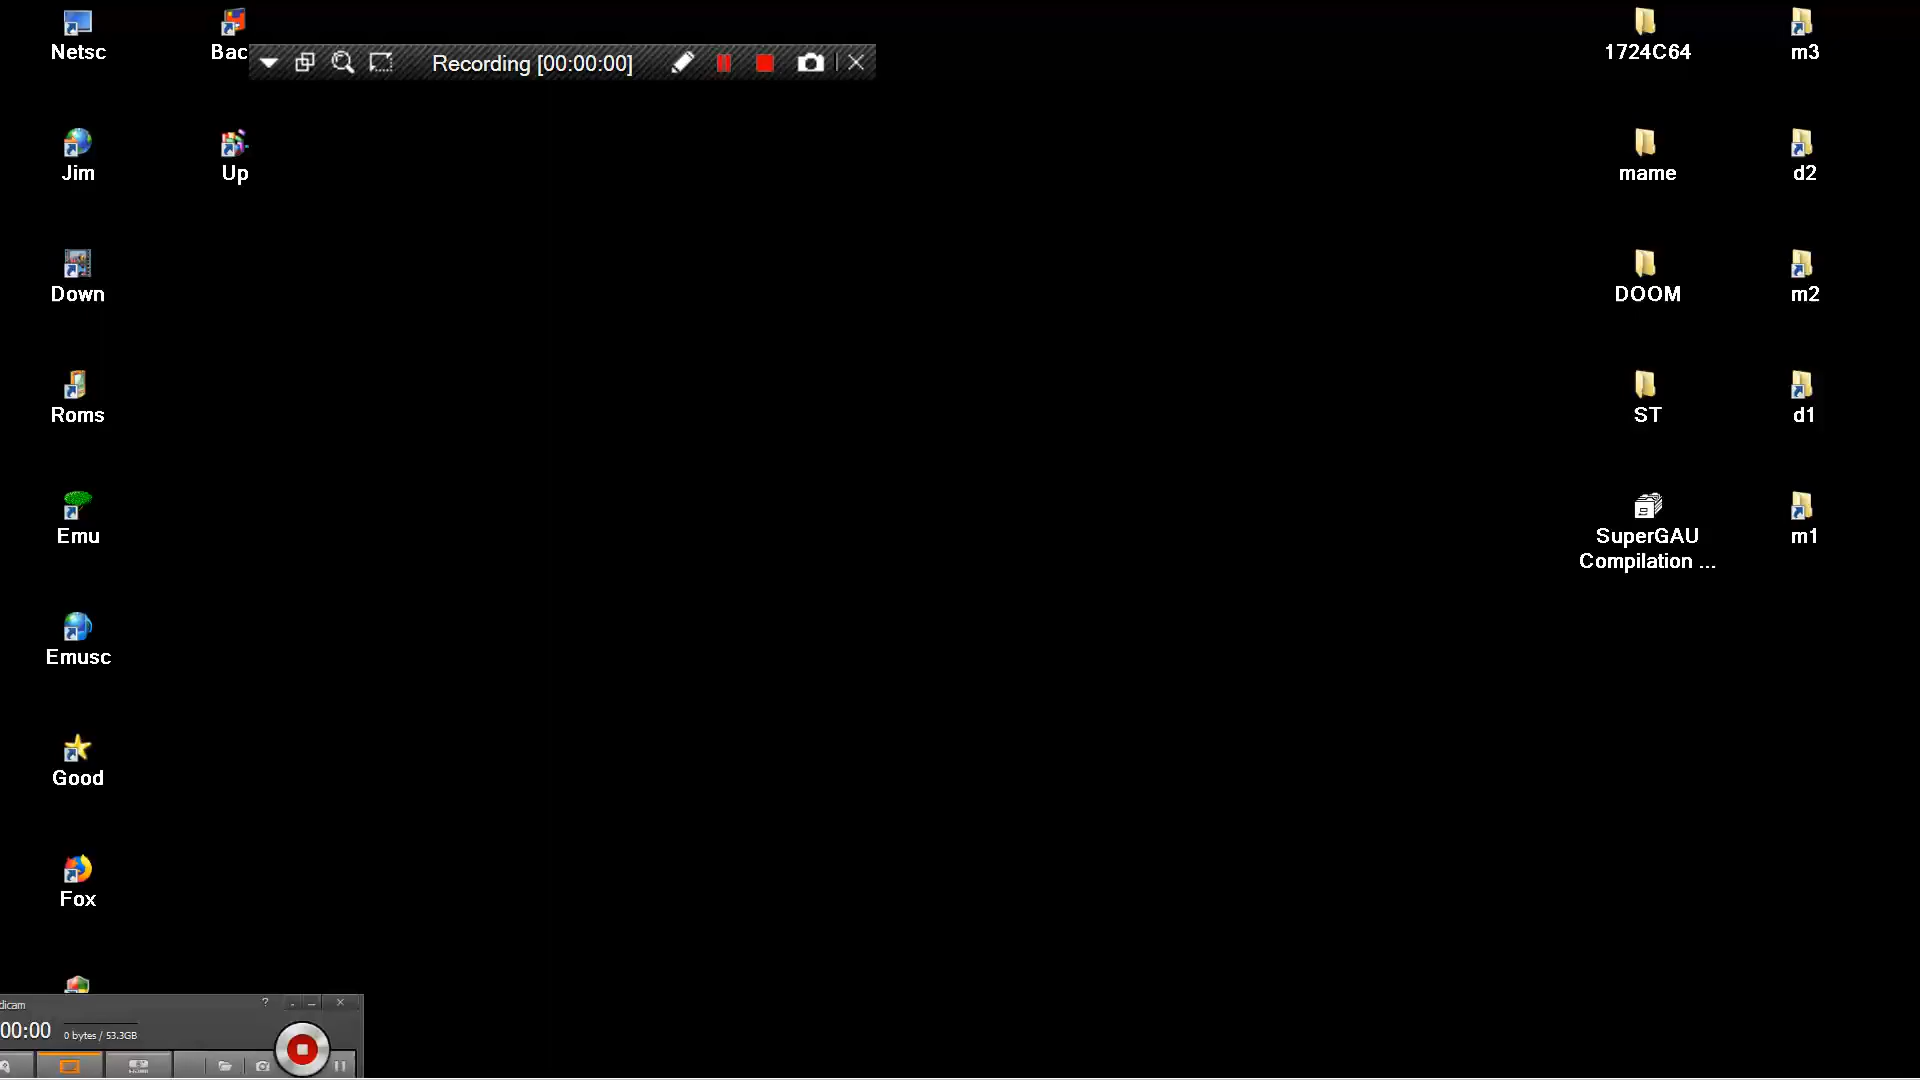 Netsc
Bac
Recording [00:00:00]
1724C64
m3
Jim
Up
mame
d2
Down
DOOM
m2
Roms
ST
d1
Emu
SuperGAU
Compilation ...
m1
Emusc
Good
Fox
dicam
?
00:00
0 bytes / 53.3GB